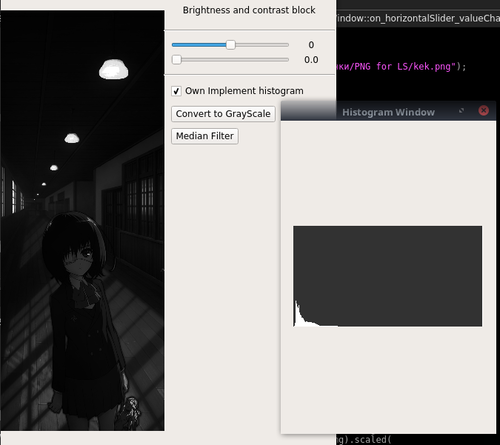 Brightness and contrast block
indow::on_horizontalSlider_valueCha
0
0.0
ки/PNG for LS/kek.png");
Own Implement histogram
Convert to GrayScale
Histogram Window
Median Filter
ng).scaled(